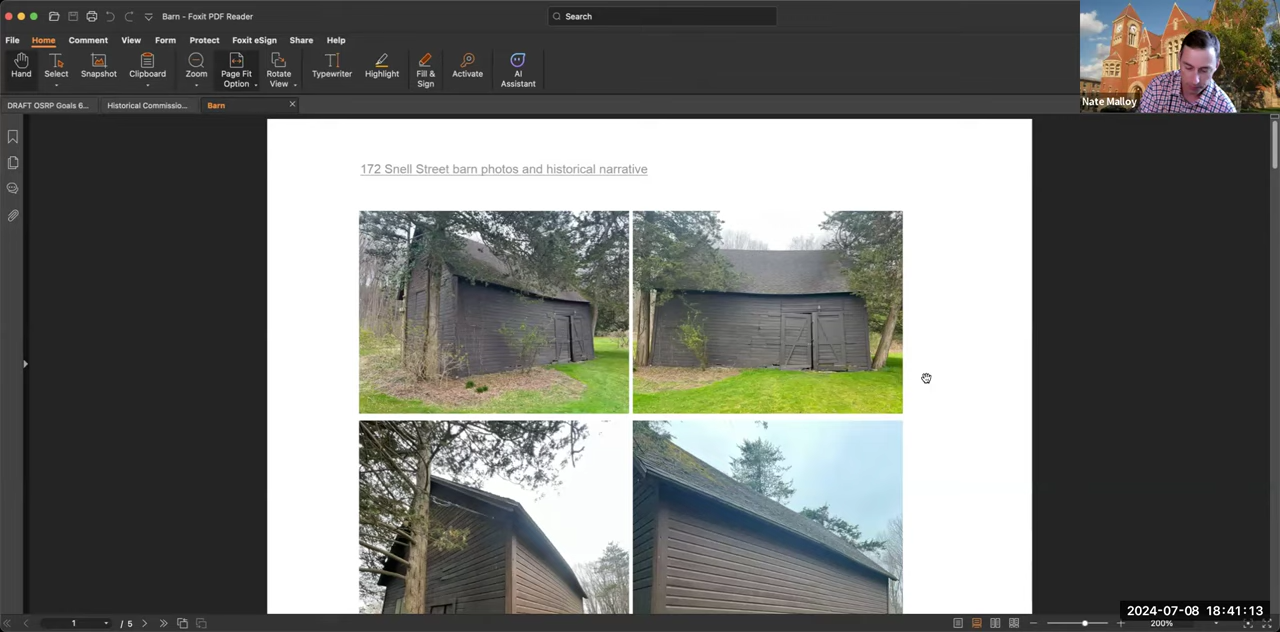 Barn - Foxit PDF Reader
Search
File Home Comment View Form Protect Foxit eSign Share Help
Hand Select Snapshot Clipboard Zoom Page Fit Option Rotate View Typewriter Highlight Fill & Sign Activate AI Assistant
DRAFT OSRP Goals 6... Historical Commissio... Barn
Nate Malloy
172 Snell Street barn photos and historical narrative
2024-07-08 18:41:13
1 / 5 200%